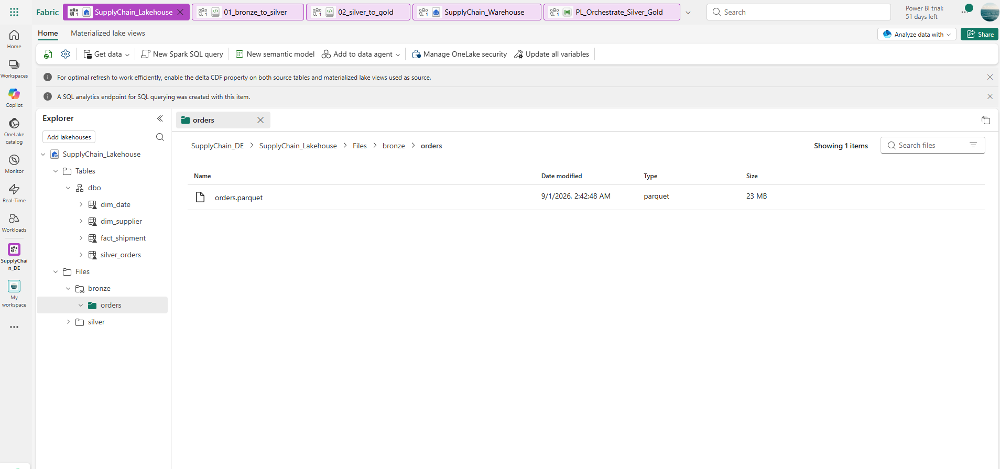 Fabric
SupplyChain_Lakehouse
01_bronze_to_silver
02_silver_to_gold
SupplyChain_Warehouse
PL_Orchestrate_Silver_Gold
Search
Power BI trial:
51 days left
Home
Materialized lake views
Analyze data with
Share
Get data
New Spark SQL query
New semantic model
Add to data agent
Manage OneLake security
Update all variables
For optimal refresh to work efficiently, enable the delta CDF property on both source tables and materialized lake views used as source.
A SQL analytics endpoint for SQL querying was created with this item.
Home
Workspaces
Copilot
OneLake
catalog
Monitor
Real-Time
Workloads
SupplyChai
n_DE
My
workspace
Explorer
Add lakehouses
SupplyChain_Lakehouse
Tables
dbo
dim_date
dim_supplier
fact_shipment
silver_orders
Files
bronze
orders
silver
orders
SupplyChain_DE > SupplyChain_Lakehouse > Files > bronze > orders
Showing 1 items
Search files
Name Date modified Type Size
orders.parquet 9/1/2026, 2:42:48 AM parquet 23 MB